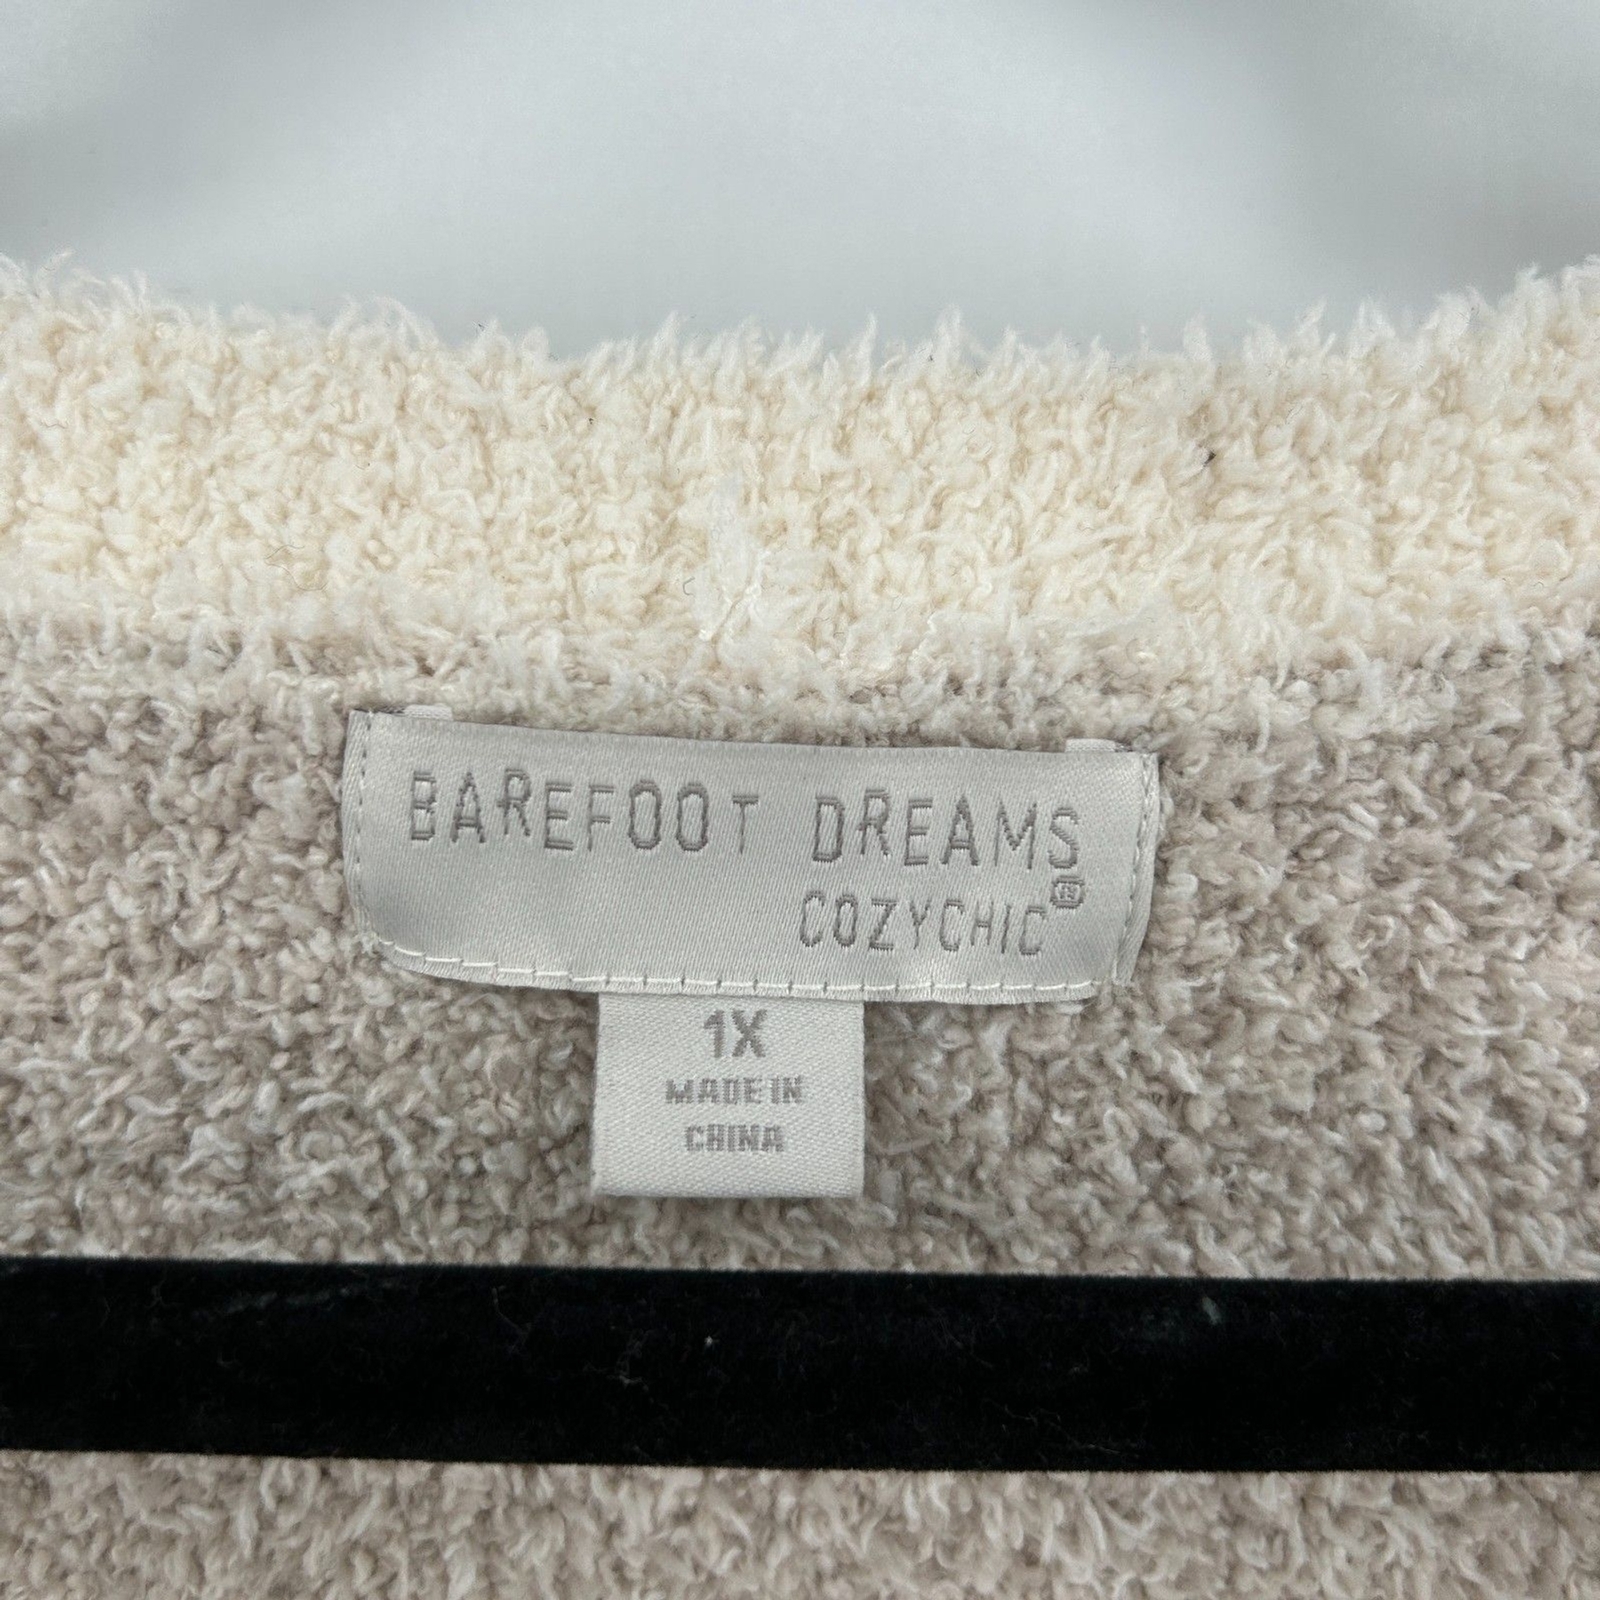 BAREFOOT DREAMS
COZYCHIC®
1X
MADE IN
CHINA